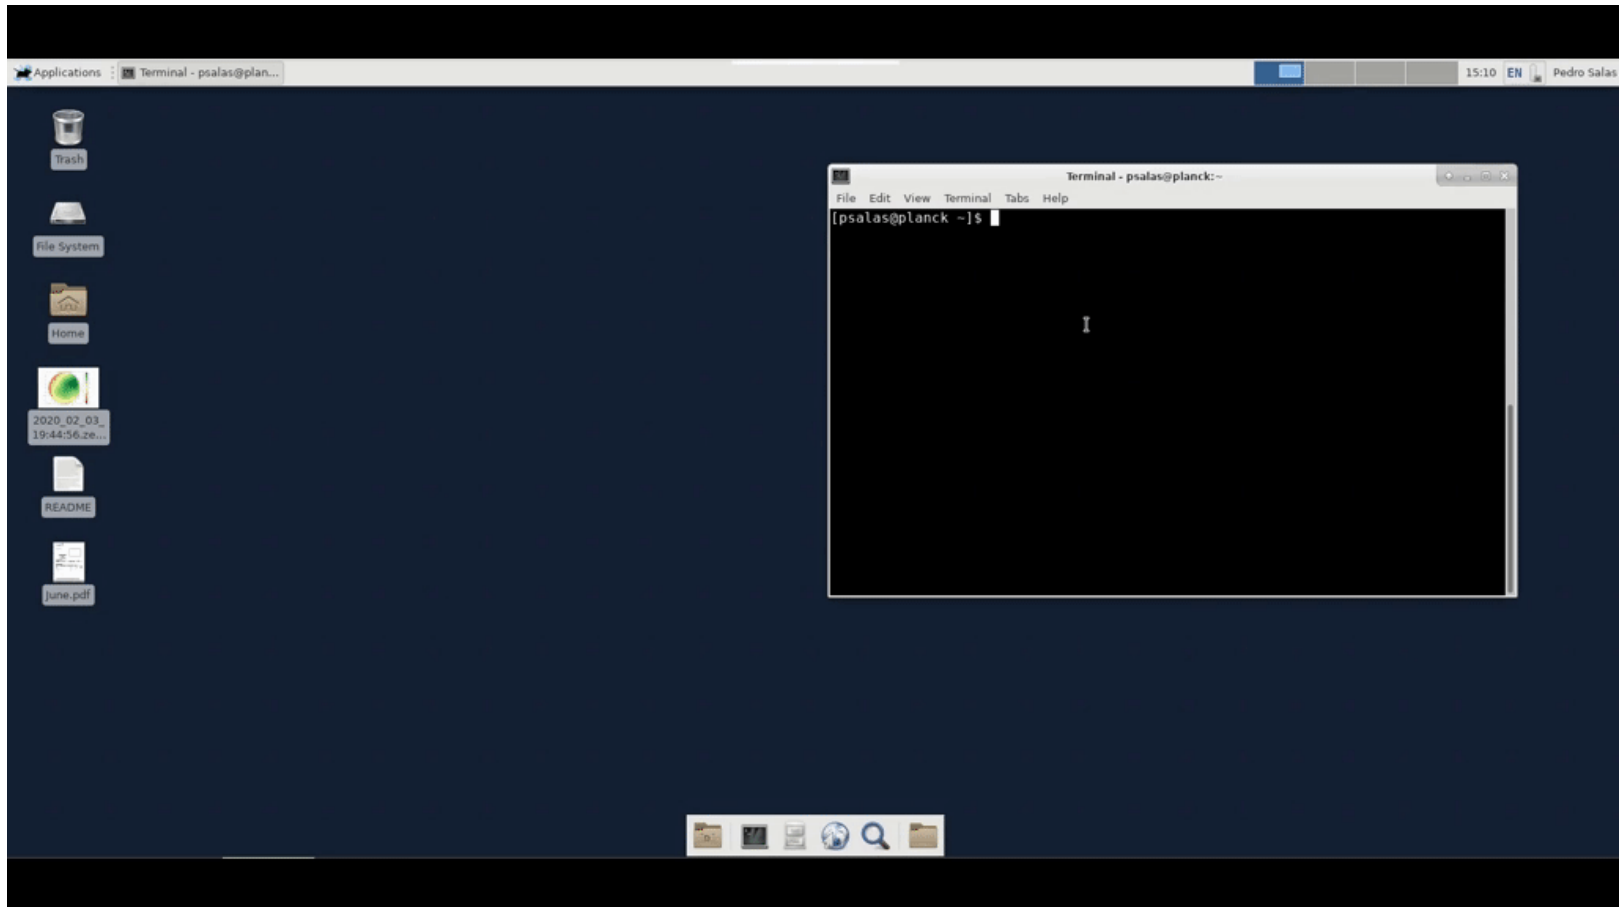 Applications
Terminal - psalas@plan...
15:10
EN
Pedro Salas
Trash
File System
Home
2020_02_03_
19:44:56.ze...
README
June.pdf
Terminal - psalas@planck:~
File Edit View Terminal Tabs Help
[psalas@planck ~]$